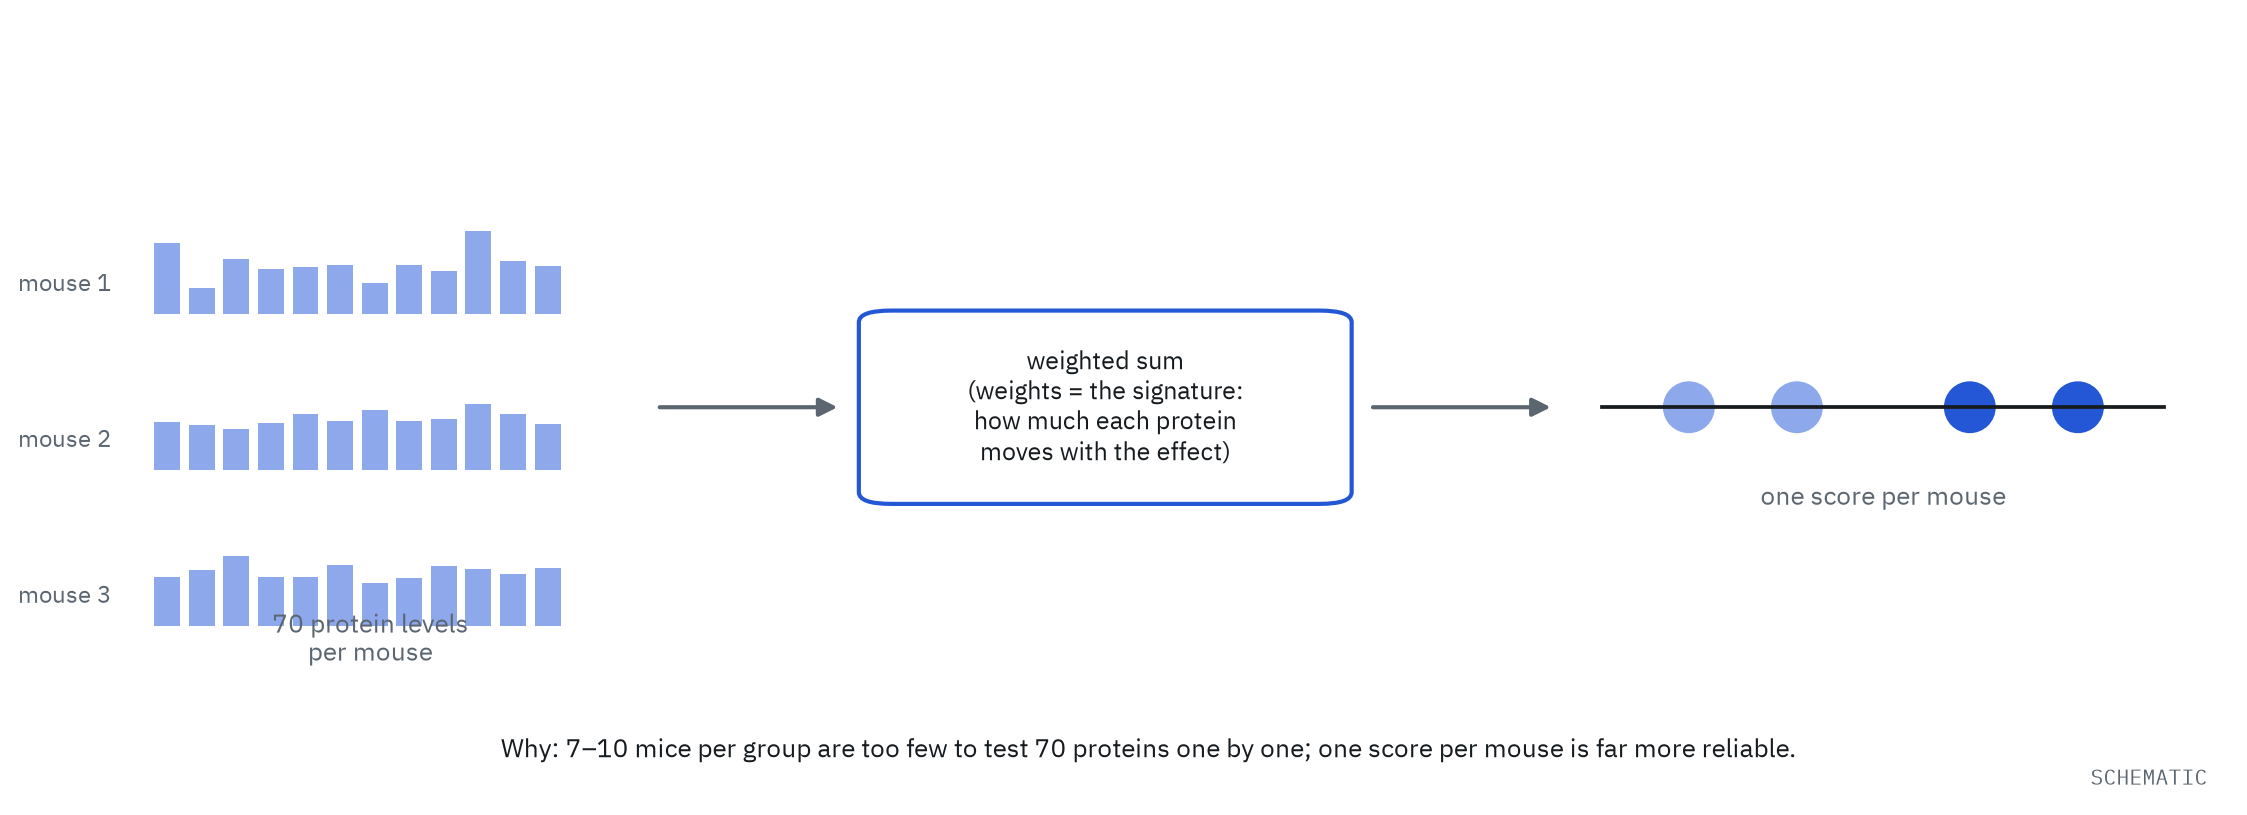 mouse 1
mouse 2
mouse 3
70 protein levels
per mouse
weighted sum
(weights = the signature:
how much each protein
moves with the effect)
one score per mouse
Why: 7–10 mice per group are too few to test 70 proteins one by one; one score per mouse is far more reliable.
SCHEMATIC